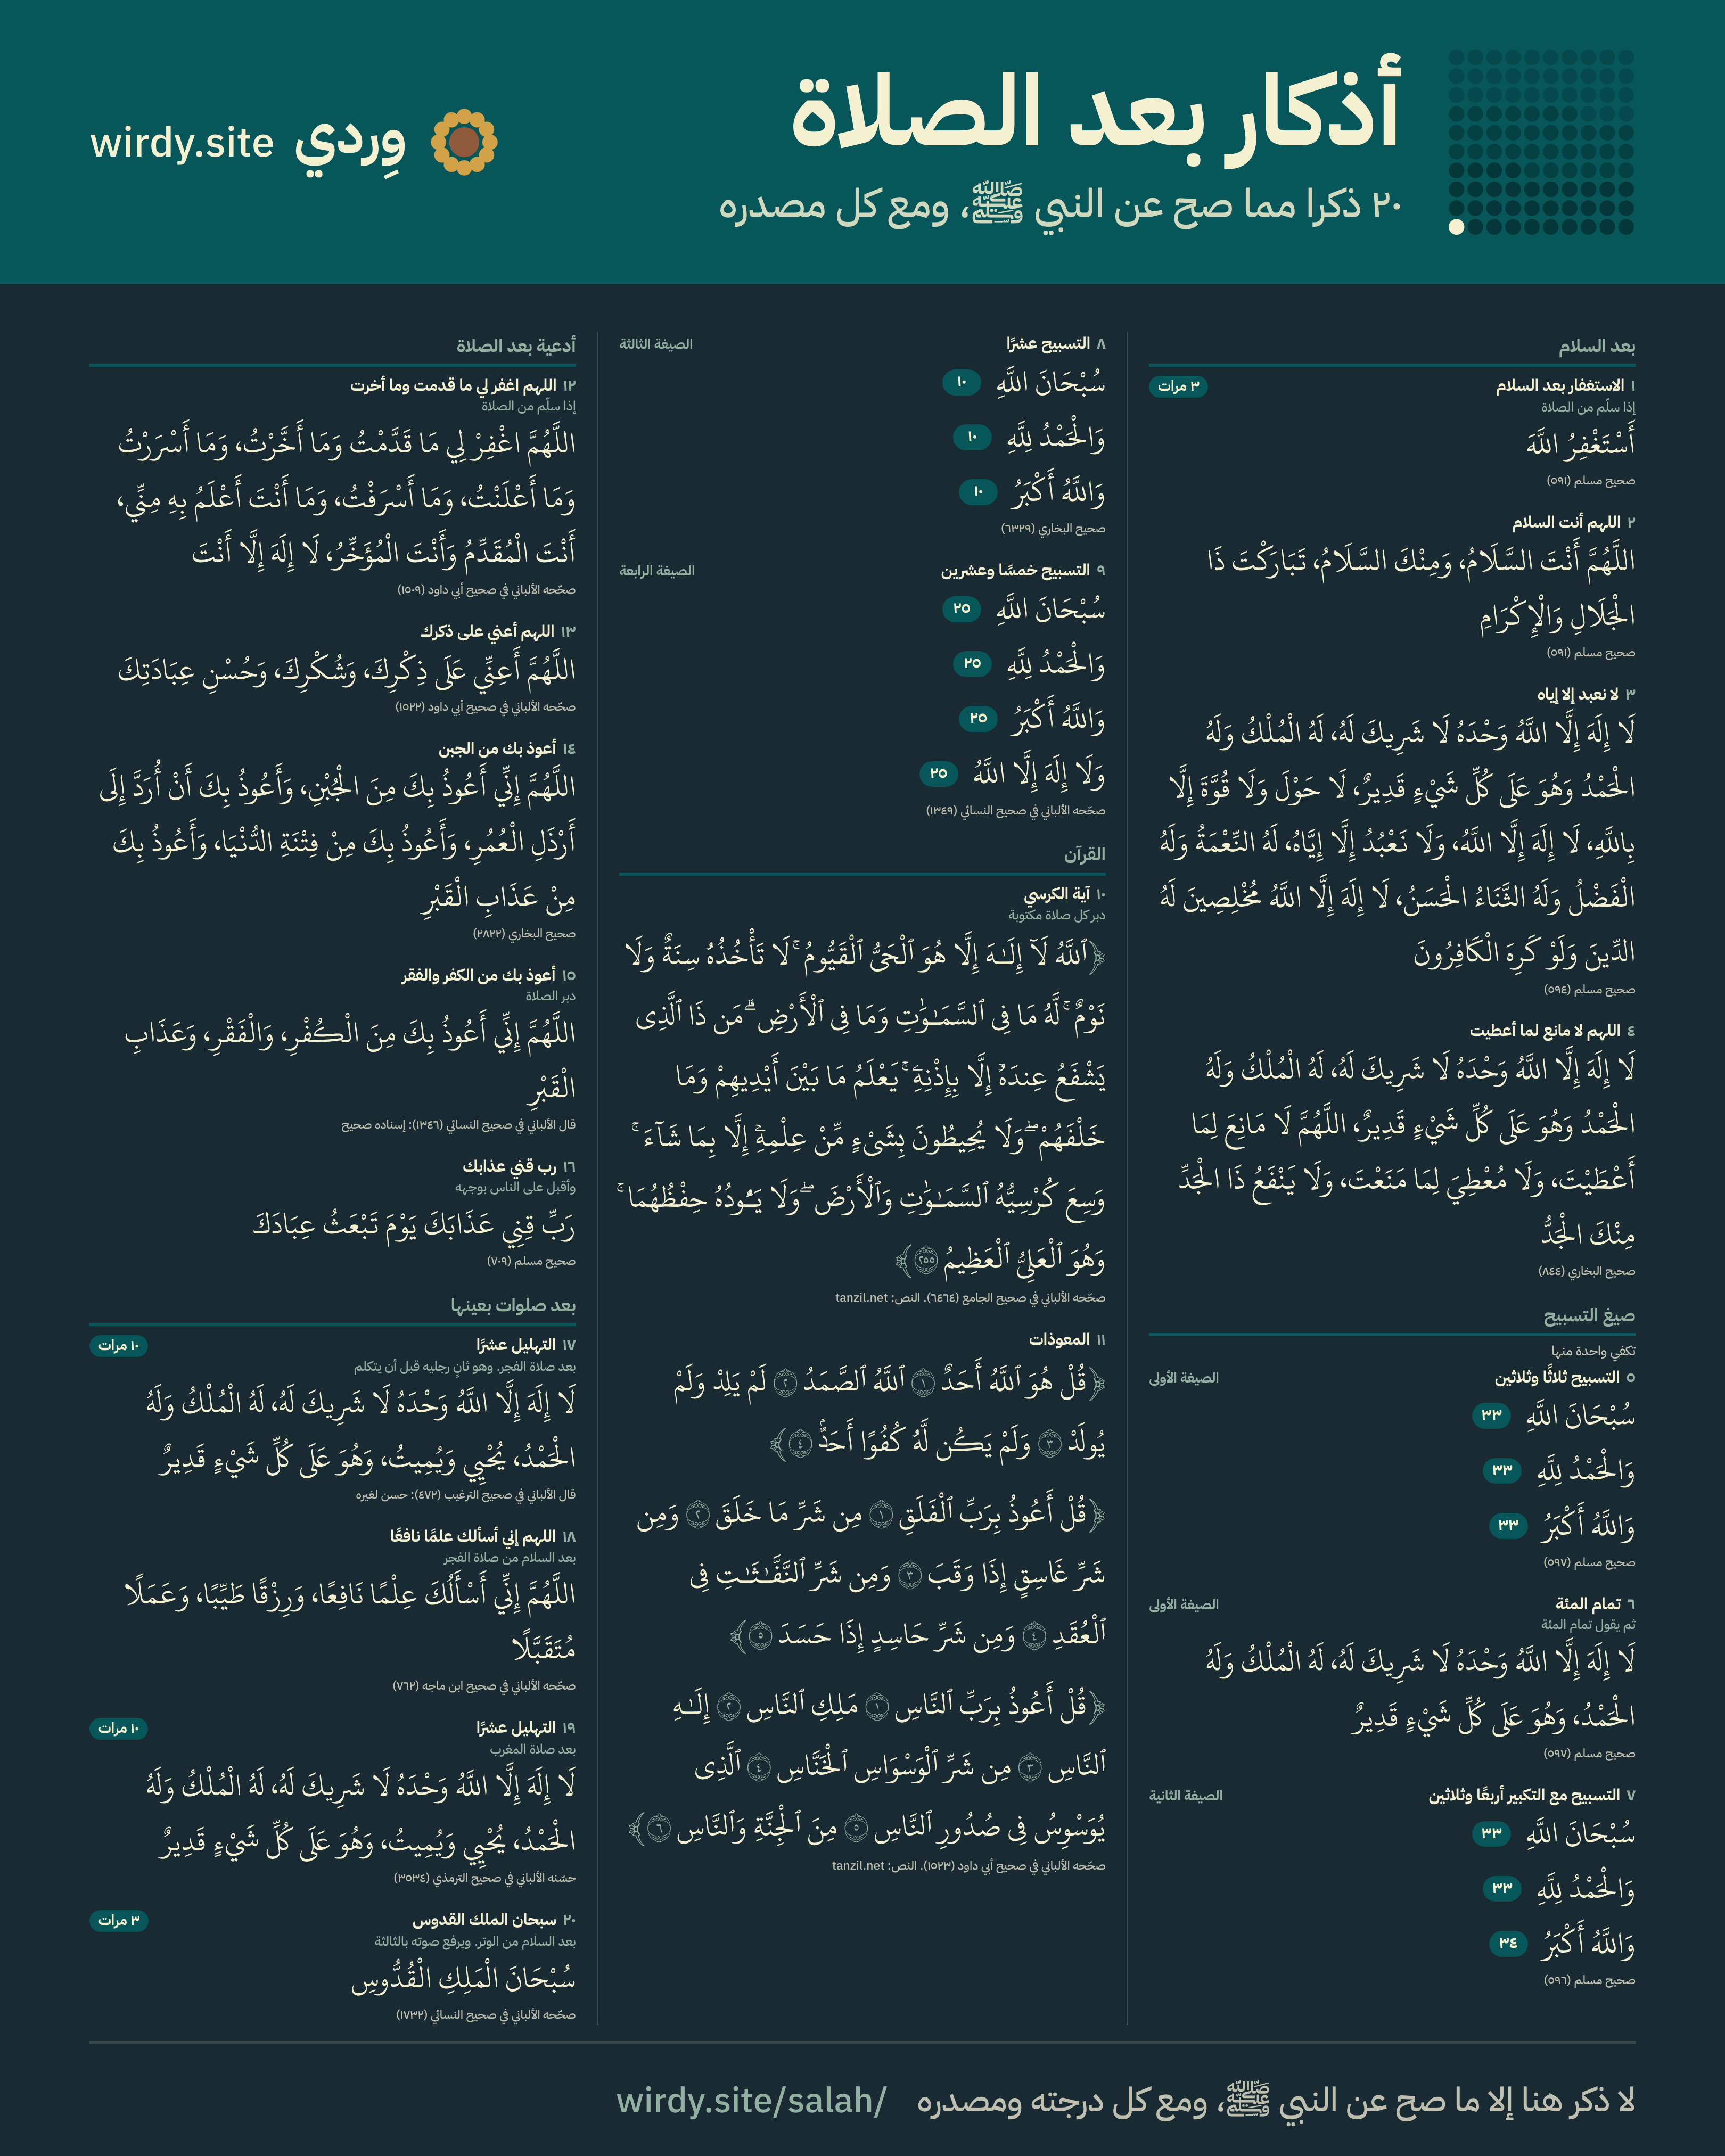 أذكار بعد الصلاة
٢٠ ذكرا مما صح عن النبي ﷺ، ومع كل مصدره
وِردي wirdy.site
بعد السلام
١ الاستغفار بعد السلام ٣ مرات
إذا سلّم من الصلاة
أَسْتَغْفِرُ اللَّهَ
صحيح مسلم (٥٩١)
٢ اللهم أنت السلام
اللَّهُمَّ أَنْتَ السَّلَامُ، وَمِنْكَ السَّلَامُ، تَبَارَكْتَ ذَا
الْجَلَالِ وَالْإِكْرَامِ
صحيح مسلم (٥٩١)
٣ لا نعبد إلا إياه
لَا إِلَهَ إِلَّا اللَّهُ وَحْدَهُ لَا شَرِيكَ لَهُ، لَهُ الْمُلْكُ وَلَهُ
الْحَمْدُ وَهُوَ عَلَى كُلِّ شَيْءٍ قَدِيرٌ، لَا حَوْلَ وَلَا قُوَّةَ إِلَّا
بِاللَّهِ، لَا إِلَهَ إِلَّا اللَّهُ، وَلَا نَعْبُدُ إِلَّا إِيَّاهُ، لَهُ النِّعْمَةُ وَلَهُ
الْفَضْلُ وَلَهُ الثَّنَاءُ الْحَسَنُ، لَا إِلَهَ إِلَّا اللَّهُ مُخْلِصِينَ لَهُ
الدِّينَ وَلَوْ كَرِهَ الْكَافِرُونَ
صحيح مسلم (٥٩٤)
٤ اللهم لا مانع لما أعطيت
لَا إِلَهَ إِلَّا اللَّهُ وَحْدَهُ لَا شَرِيكَ لَهُ، لَهُ الْمُلْكُ وَلَهُ
الْحَمْدُ وَهُوَ عَلَى كُلِّ شَيْءٍ قَدِيرٌ، اللَّهُمَّ لَا مَانِعَ لِمَا
أَعْطَيْتَ، وَلَا مُعْطِيَ لِمَا مَنَعْتَ، وَلَا يَنْفَعُ ذَا الْجَدِّ
مِنْكَ الْجَدُّ
صحيح البخاري (٨٤٤)
صيغ التسبيح
تكفي واحدة منها
٥ التسبيح ثلاثًا وثلاثين الصيغة الأولى
سُبْحَانَ اللَّهِ ٣٣
وَالْحَمْدُ لِلَّهِ ٣٣
وَاللَّهُ أَكْبَرُ ٣٣
صحيح مسلم (٥٩٧)
٦ تمام المئة الصيغة الأولى
ثم يقول تمام المئة
لَا إِلَهَ إِلَّا اللَّهُ وَحْدَهُ لَا شَرِيكَ لَهُ، لَهُ الْمُلْكُ وَلَهُ
الْحَمْدُ، وَهُوَ عَلَى كُلِّ شَيْءٍ قَدِيرٌ
صحيح مسلم (٥٩٧)
٧ التسبيح مع التكبير أربعًا وثلاثين الصيغة الثانية
سُبْحَانَ اللَّهِ ٣٣
وَالْحَمْدُ لِلَّهِ ٣٣
وَاللَّهُ أَكْبَرُ ٣٤
صحيح مسلم (٥٩٦)
٨ التسبيح عشرًا الصيغة الثالثة
سُبْحَانَ اللَّهِ ١٠
وَالْحَمْدُ لِلَّهِ ١٠
وَاللَّهُ أَكْبَرُ ١٠
صحيح البخاري (٦٣٢٩)
٩ التسبيح خمسًا وعشرين الصيغة الرابعة
سُبْحَانَ اللَّهِ ٢٥
وَالْحَمْدُ لِلَّهِ ٢٥
وَاللَّهُ أَكْبَرُ ٢٥
وَلَا إِلَهَ إِلَّا اللَّهُ ٢٥
صحّحه الألباني في صحيح النسائي (١٣٤٩)
القرآن
١٠ آية الكرسي
دبر كل صلاة مكتوبة
﴿ٱللَّهُ لَآ إِلَـٰهَ إِلَّا هُوَ ٱلْحَىُّ ٱلْقَيُّومُ ۚ لَا تَأْخُذُهُۥ سِنَةٌ وَلَا
نَوْمٌ ۚ لَّهُۥ مَا فِى ٱلسَّمَـٰوَٰتِ وَمَا فِى ٱلْأَرْضِ ۗ مَن ذَا ٱلَّذِى
يَشْفَعُ عِندَهُۥٓ إِلَّا بِإِذْنِهِۦ ۚ يَعْلَمُ مَا بَيْنَ أَيْدِيهِمْ وَمَا
خَلْفَهُمْ ۖ وَلَا يُحِيطُونَ بِشَىْءٍ مِّنْ عِلْمِهِۦٓ إِلَّا بِمَا شَآءَ ۚ
وَسِعَ كُرْسِيُّهُ ٱلسَّمَـٰوَٰتِ وَٱلْأَرْضَ ۖ وَلَا يَـُٔودُهُۥ حِفْظُهُمَا ۚ
وَهُوَ ٱلْعَلِىُّ ٱلْعَظِيمُ ۝٢٥٥﴾
صحّحه الألباني في صحيح الجامع (٦٤٦٤). النص: tanzil.net
١١ المعوذات
﴿قُلْ هُوَ ٱللَّهُ أَحَدٌ ۝١ ٱللَّهُ ٱلصَّمَدُ ۝٢ لَمْ يَلِدْ وَلَمْ
يُولَدْ ۝٣ وَلَمْ يَكُن لَّهُۥ كُفُوًا أَحَدٌۢ ۝٤﴾
﴿قُلْ أَعُوذُ بِرَبِّ ٱلْفَلَقِ ۝١ مِن شَرِّ مَا خَلَقَ ۝٢ وَمِن
شَرِّ غَاسِقٍ إِذَا وَقَبَ ۝٣ وَمِن شَرِّ ٱلنَّفَّـٰثَـٰتِ فِى
ٱلْعُقَدِ ۝٤ وَمِن شَرِّ حَاسِدٍ إِذَا حَسَدَ ۝٥﴾
﴿قُلْ أَعُوذُ بِرَبِّ ٱلنَّاسِ ۝١ مَلِكِ ٱلنَّاسِ ۝٢ إِلَـٰهِ
ٱلنَّاسِ ۝٣ مِن شَرِّ ٱلْوَسْوَاسِ ٱلْخَنَّاسِ ۝٤ ٱلَّذِى
يُوَسْوِسُ فِى صُدُورِ ٱلنَّاسِ ۝٥ مِنَ ٱلْجِنَّةِ وَٱلنَّاسِ ۝٦﴾
صحّحه الألباني في صحيح أبي داود (١٥٢٣). النص: tanzil.net
أدعية بعد الصلاة
١٢ اللهم اغفر لي ما قدمت وما أخرت
إذا سلّم من الصلاة
اللَّهُمَّ اغْفِرْ لِي مَا قَدَّمْتُ وَمَا أَخَّرْتُ، وَمَا أَسْرَرْتُ
وَمَا أَعْلَنْتُ، وَمَا أَسْرَفْتُ، وَمَا أَنْتَ أَعْلَمُ بِهِ مِنِّي،
أَنْتَ الْمُقَدِّمُ وَأَنْتَ الْمُؤَخِّرُ، لَا إِلَهَ إِلَّا أَنْتَ
صحّحه الألباني في صحيح أبي داود (١٥٠٩)
١٣ اللهم أعني على ذكرك
اللَّهُمَّ أَعِنِّي عَلَى ذِكْرِكَ، وَشُكْرِكَ، وَحُسْنِ عِبَادَتِكَ
صحّحه الألباني في صحيح أبي داود (١٥٢٢)
١٤ أعوذ بك من الجبن
اللَّهُمَّ إِنِّي أَعُوذُ بِكَ مِنَ الْجُبْنِ، وَأَعُوذُ بِكَ أَنْ أُرَدَّ إِلَى
أَرْذَلِ الْعُمُرِ، وَأَعُوذُ بِكَ مِنْ فِتْنَةِ الدُّنْيَا، وَأَعُوذُ بِكَ
مِنْ عَذَابِ الْقَبْرِ
صحيح البخاري (٢٨٢٢)
١٥ أعوذ بك من الكفر والفقر
دبر الصلاة
اللَّهُمَّ إِنِّي أَعُوذُ بِكَ مِنَ الْكُفْرِ، وَالْفَقْرِ، وَعَذَابِ
الْقَبْرِ
قال الألباني في صحيح النسائي (١٣٤٦): إسناده صحيح
١٦ رب قني عذابك
وأقبل على الناس بوجهه
رَبِّ قِنِي عَذَابَكَ يَوْمَ تَبْعَثُ عِبَادَكَ
صحيح مسلم (٧٠٩)
بعد صلوات بعينها
١٧ التهليل عشرًا ١٠ مرات
بعد صلاة الفجر. وهو ثانٍ رجليه قبل أن يتكلم
لَا إِلَهَ إِلَّا اللَّهُ وَحْدَهُ لَا شَرِيكَ لَهُ، لَهُ الْمُلْكُ وَلَهُ
الْحَمْدُ، يُحْيِي وَيُمِيتُ، وَهُوَ عَلَى كُلِّ شَيْءٍ قَدِيرٌ
قال الألباني في صحيح الترغيب (٤٧٢): حسن لغيره
١٨ اللهم إني أسألك علمًا نافعًا
بعد السلام من صلاة الفجر
اللَّهُمَّ إِنِّي أَسْأَلُكَ عِلْمًا نَافِعًا، وَرِزْقًا طَيِّبًا، وَعَمَلًا
مُتَقَبَّلًا
صحّحه الألباني في صحيح ابن ماجه (٧٦٢)
١٩ التهليل عشرًا ١٠ مرات
بعد صلاة المغرب
لَا إِلَهَ إِلَّا اللَّهُ وَحْدَهُ لَا شَرِيكَ لَهُ، لَهُ الْمُلْكُ وَلَهُ
الْحَمْدُ، يُحْيِي وَيُمِيتُ، وَهُوَ عَلَى كُلِّ شَيْءٍ قَدِيرٌ
حسّنه الألباني في صحيح الترمذي (٣٥٣٤)
٢٠ سبحان الملك القدوس ٣ مرات
بعد السلام من الوتر. ويرفع صوته بالثالثة
سُبْحَانَ الْمَلِكِ الْقُدُّوسِ
صحّحه الألباني في صحيح النسائي (١٧٣٢)
لا ذكر هنا إلا ما صح عن النبي ﷺ، ومع كل درجته ومصدره wirdy.site/salah/